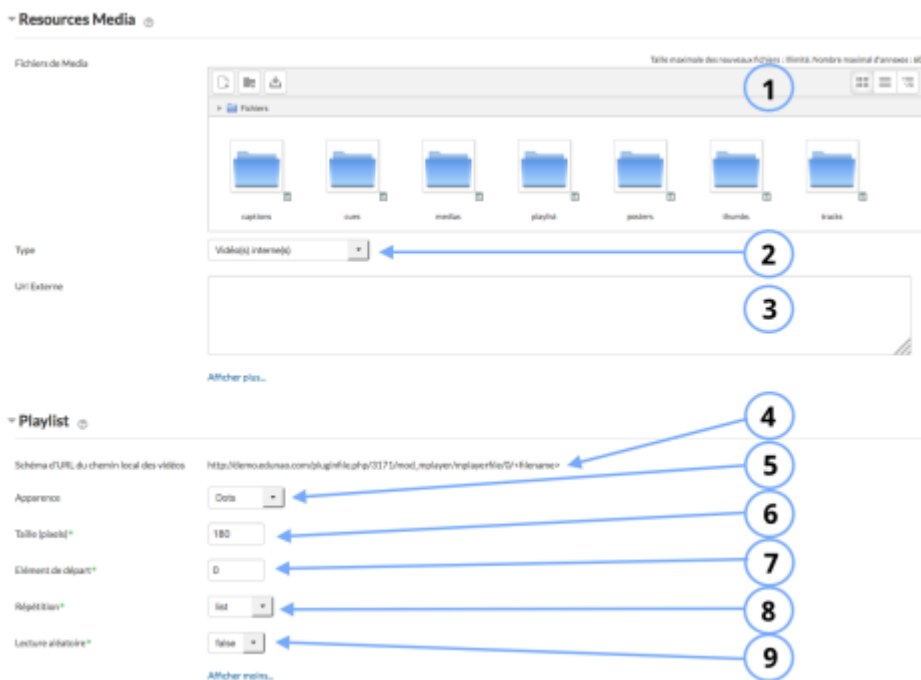 Resources Media
Fichiers de Media
Taille maximale des nouveaux fichiers : Illimité, Nombre maximal d'annexes : 60
1
Fichiers
captions cues medias playlist posters thumbs tracks
Type Vidéo(s) interne(s)
2
Url Externe
3
Afficher plus...
Playlist
4
Schéma d'URL du chemin local des vidéos http://demo.edunao.com/pluginfile.php/3171/mod_mplayer/mplayerfile/0/<filename>
5
Apparence Dots
6
Taille (pixels)* 180
7
Elément de départ* 0
8
Répétition* list
Lecture aléatoire* false
9
Afficher moins...